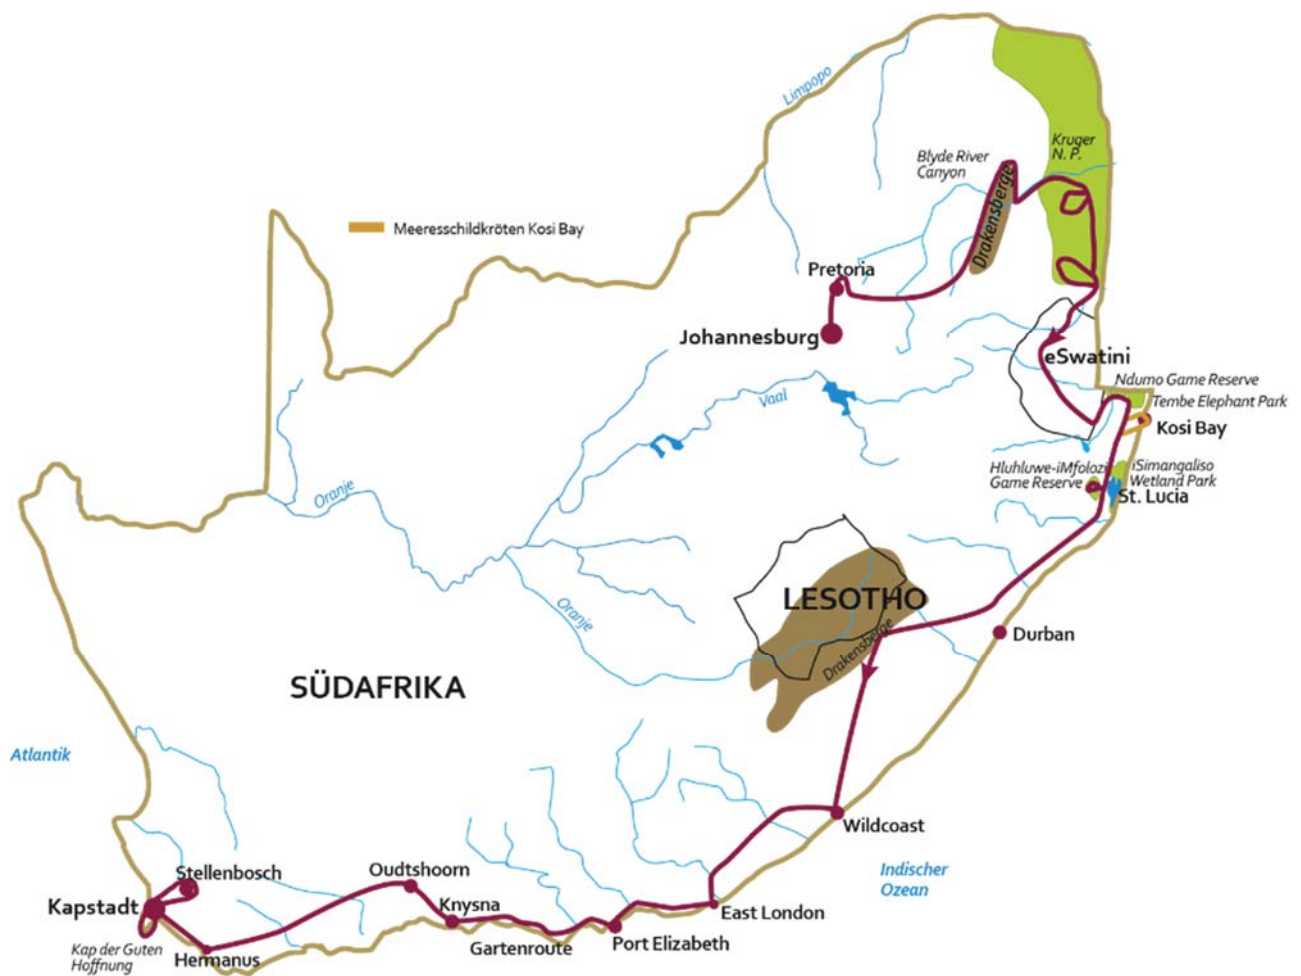 Limpopo
Blyde River
Canyon
Kruger
N. P.
Drakensberge
Meeresschildkröten Kosi Bay
Pretoria
Johannesburg
eSwatini
Ndumo Game Reserve
Tembe Elephant Park
Kosi Bay
Vaal
Hluhluwe-iMfolozi
Game Reserve
iSimangaliso
Wetland Park
St. Lucia
Oranje
LESOTHO
Oranje
Drakensberge
Durban
SÜDAFRIKA
Atlantik
Wildcoast
Indischer
Ozean
Stellenbosch
Oudtshoorn
Kapstadt
Knysna
East London
Gartenroute
Port Elizabeth
Kap der Guten
Hoffnung
Hermanus